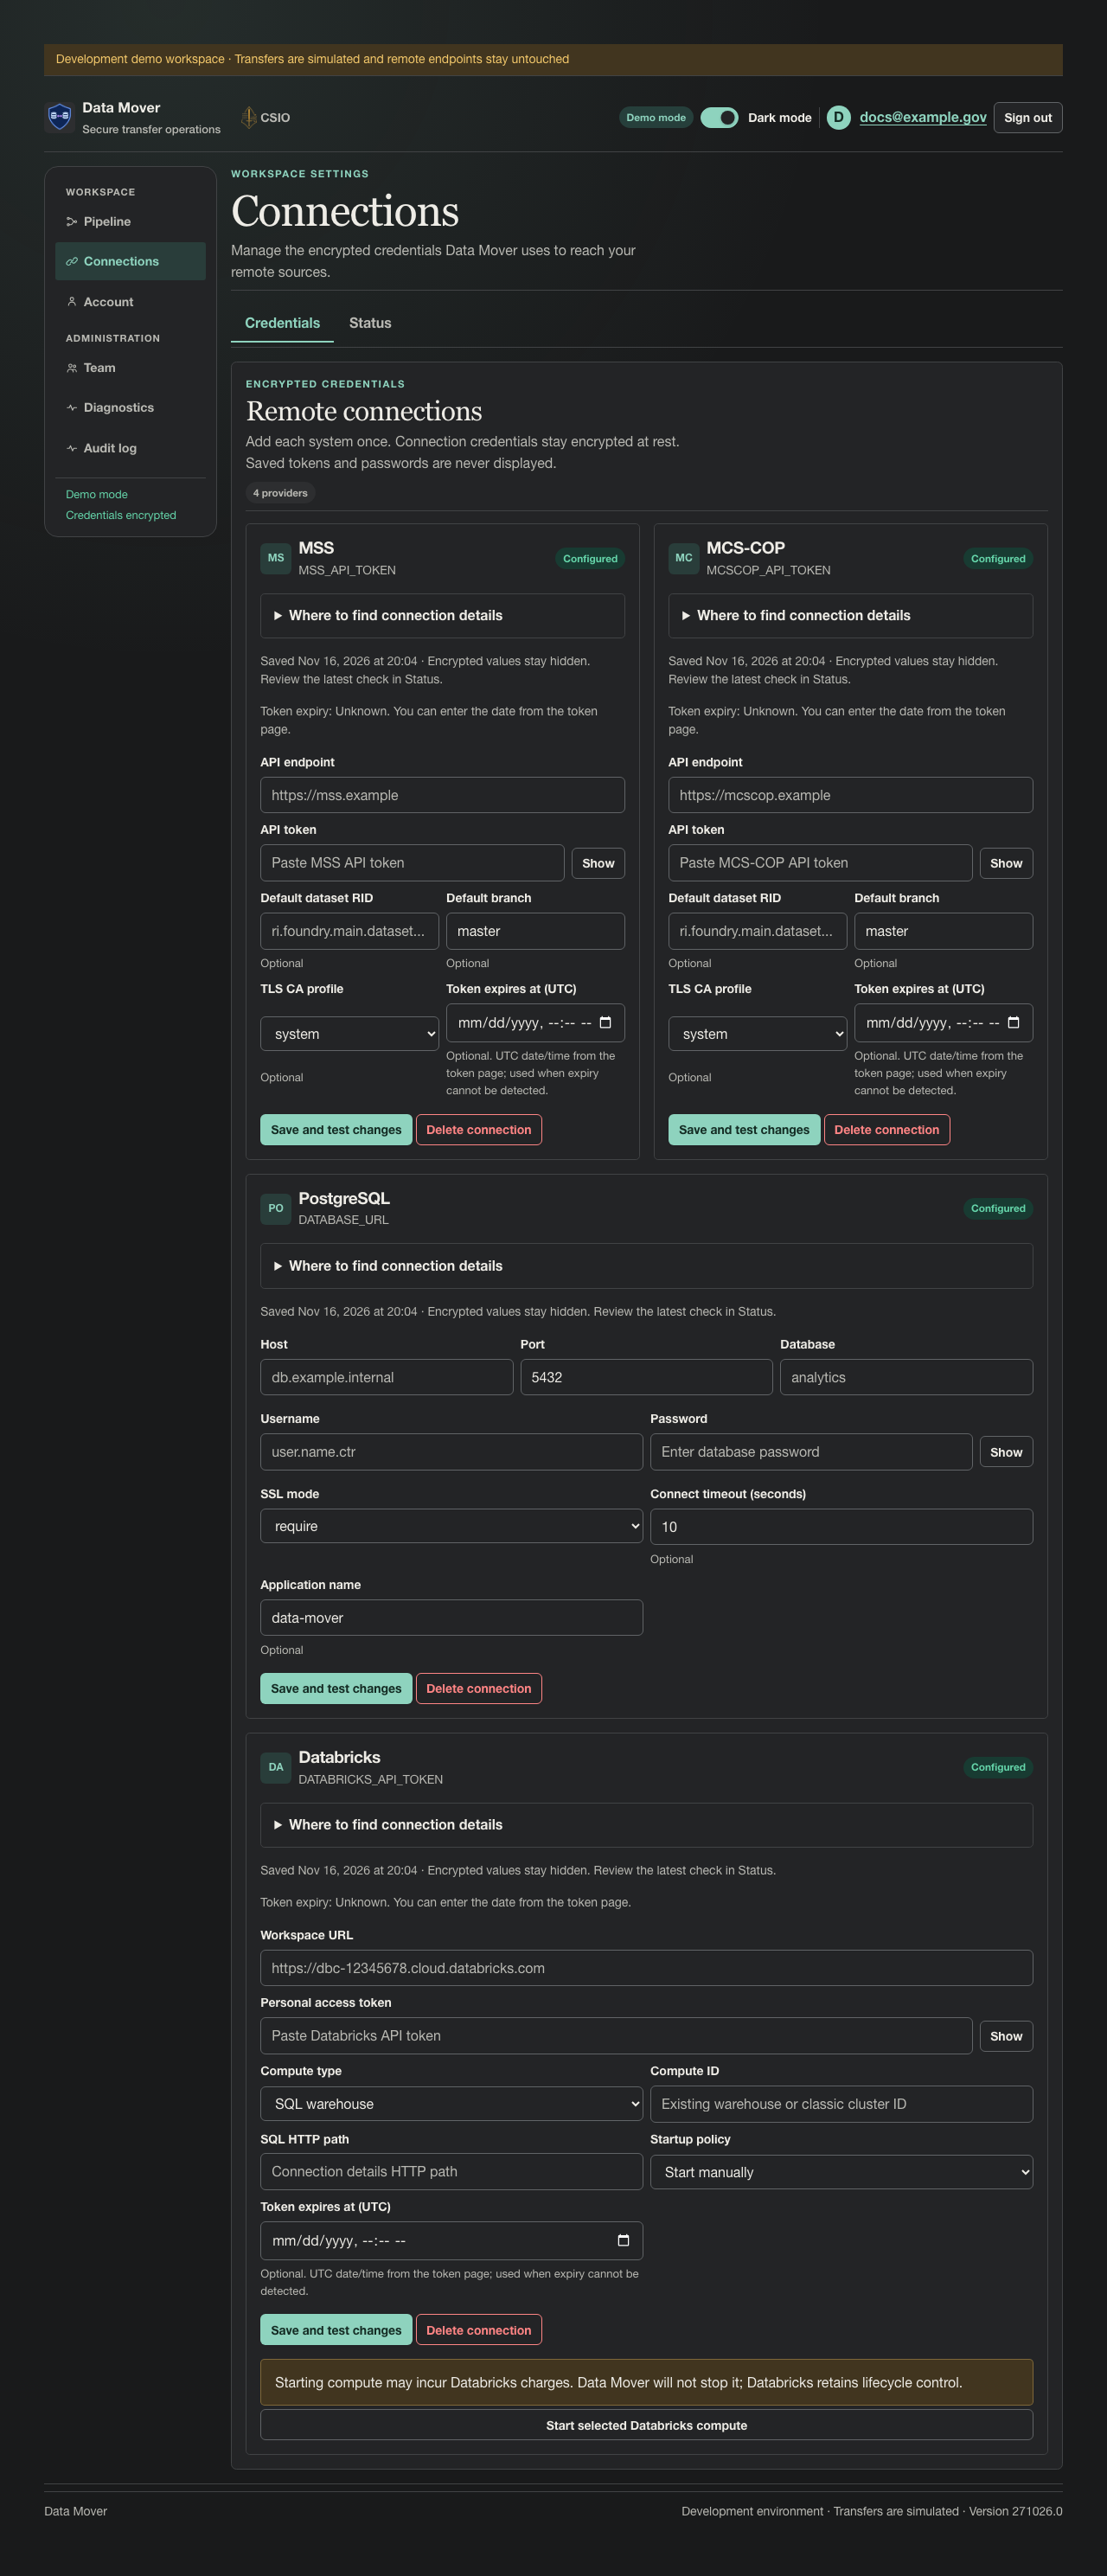 Development demo workspace · Transfers are simulated and remote endpoints stay untouched
Data Mover
Secure transfer operations
CSIO
Demo mode
Dark mode
D
docs@example.gov
Sign out
WORKSPACE
Pipeline
Connections
Account
ADMINISTRATION
Team
Diagnostics
Audit log
Demo mode
Credentials encrypted
WORKSPACE SETTINGS
Connections
Manage the encrypted credentials Data Mover uses to reach your
remote sources.
Credentials
Status
ENCRYPTED CREDENTIALS
Remote connections
Add each system once. Connection credentials stay encrypted at rest.
Saved tokens and passwords are never displayed.
4 providers
MS
MSS
MSS_API_TOKEN
Configured
Where to find connection details
Saved Nov 16, 2026 at 20:04 · Encrypted values stay hidden.
Review the latest check in Status.
Token expiry: Unknown. You can enter the date from the token
page.
API endpoint
https://mss.example
API token
Paste MSS API token
Show
Default dataset RID
Default branch
ri.foundry.main.dataset...
master
Optional
Optional
TLS CA profile
Token expires at (UTC)
system
mm/dd/yyyy, --:-- --
Optional
Optional. UTC date/time from the
token page; used when expiry
cannot be detected.
Save and test changes
Delete connection
MC
MCS-COP
MCSCOP_API_TOKEN
Configured
Where to find connection details
Saved Nov 16, 2026 at 20:04 · Encrypted values stay hidden.
Review the latest check in Status.
Token expiry: Unknown. You can enter the date from the token
page.
API endpoint
https://mcscop.example
API token
Paste MCS-COP API token
Show
Default dataset RID
Default branch
ri.foundry.main.dataset...
master
Optional
Optional
TLS CA profile
Token expires at (UTC)
system
mm/dd/yyyy, --:-- --
Optional
Optional. UTC date/time from the
token page; used when expiry
cannot be detected.
Save and test changes
Delete connection
PO
PostgreSQL
DATABASE_URL
Configured
Where to find connection details
Saved Nov 16, 2026 at 20:04 · Encrypted values stay hidden. Review the latest check in Status.
Host
Port
Database
db.example.internal
5432
analytics
Username
Password
user.name.ctr
Enter database password
Show
SSL mode
Connect timeout (seconds)
require
10
Optional
Application name
data-mover
Optional
Save and test changes
Delete connection
DA
Databricks
DATABRICKS_API_TOKEN
Configured
Where to find connection details
Saved Nov 16, 2026 at 20:04 · Encrypted values stay hidden. Review the latest check in Status.
Token expiry: Unknown. You can enter the date from the token page.
Workspace URL
https://dbc-12345678.cloud.databricks.com
Personal access token
Paste Databricks API token
Show
Compute type
Compute ID
SQL warehouse
Existing warehouse or classic cluster ID
SQL HTTP path
Startup policy
Connection details HTTP path
Start manually
Token expires at (UTC)
mm/dd/yyyy, --:-- --
Optional. UTC date/time from the token page; used when expiry cannot be
detected.
Save and test changes
Delete connection
Starting compute may incur Databricks charges. Data Mover will not stop it; Databricks retains lifecycle control.
Start selected Databricks compute
Data Mover
Development environment · Transfers are simulated · Version 271026.0